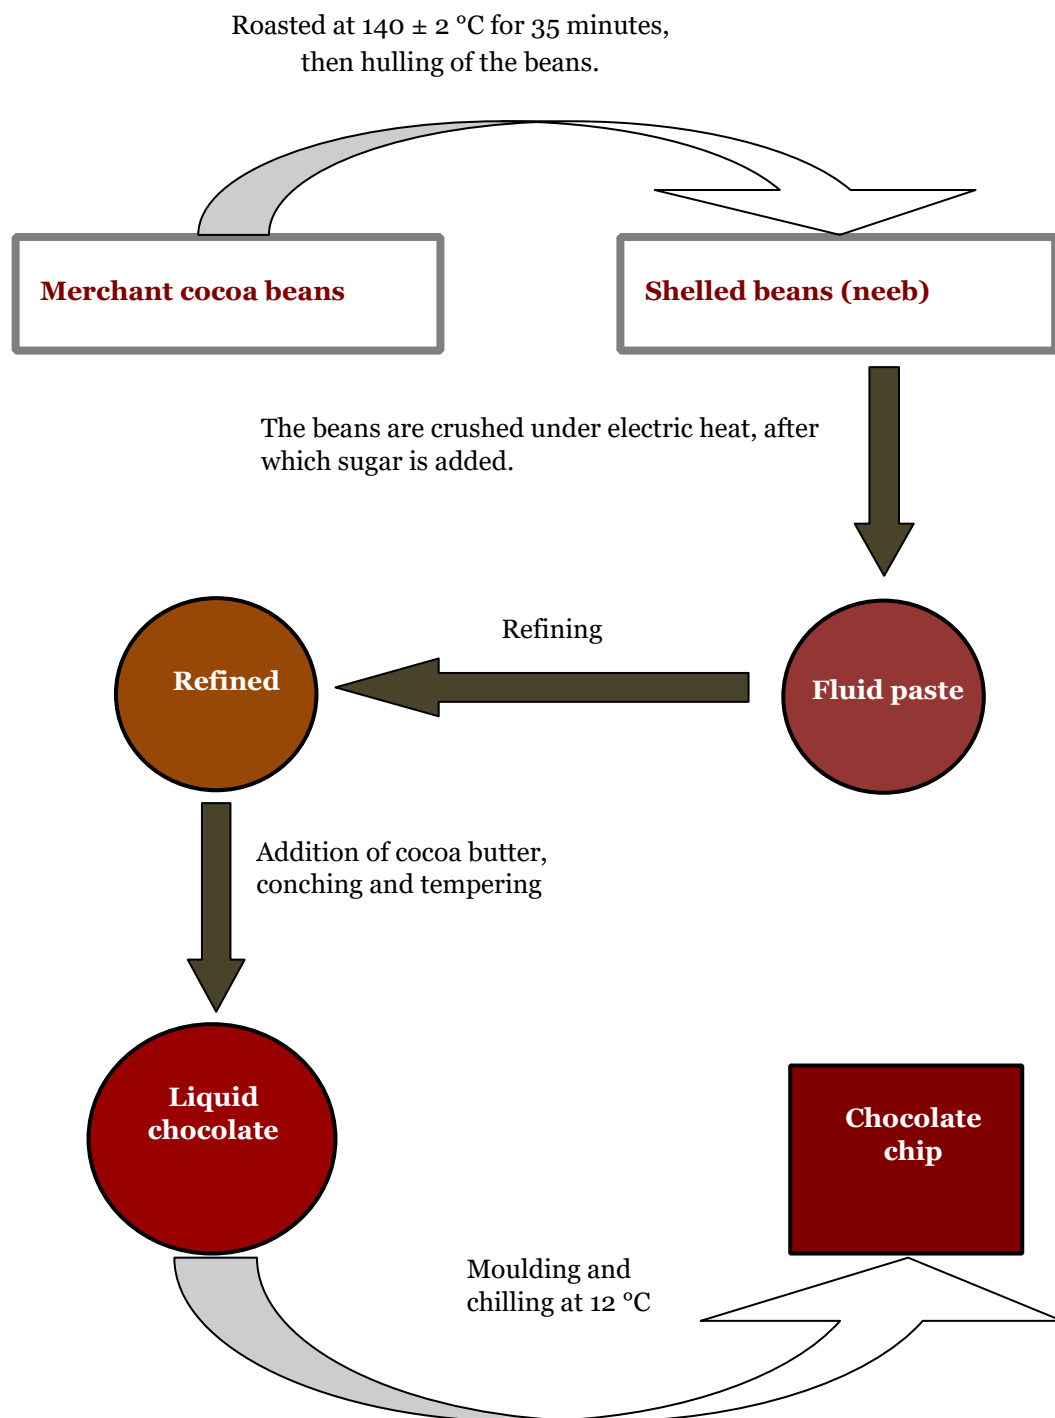 Roasted at 140 ± 2 °C for 35 minutes,
then hulling of the beans.
Merchant cocoa beans
Shelled beans (neeb)
The beans are crushed under electric heat, after
which sugar is added.
Refining
Refined
Fluid paste
Addition of cocoa butter,
conching and tempering
Liquid
chocolate
Chocolate
chip
Moulding and
chilling at 12 °C